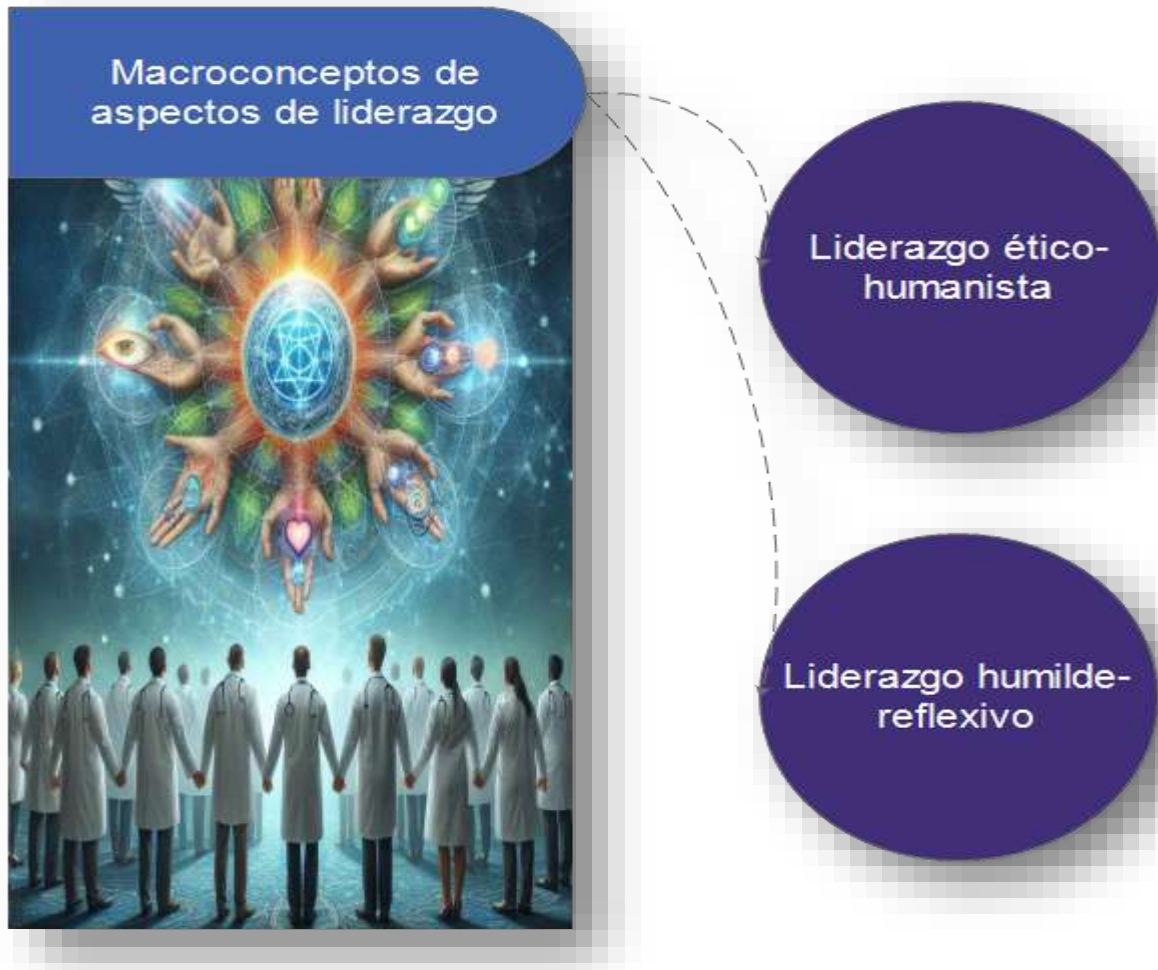 Macroconceptos de
aspectos de liderazgo
Liderazgo ético-
humanista
Liderazgo humilde-
reflexivo